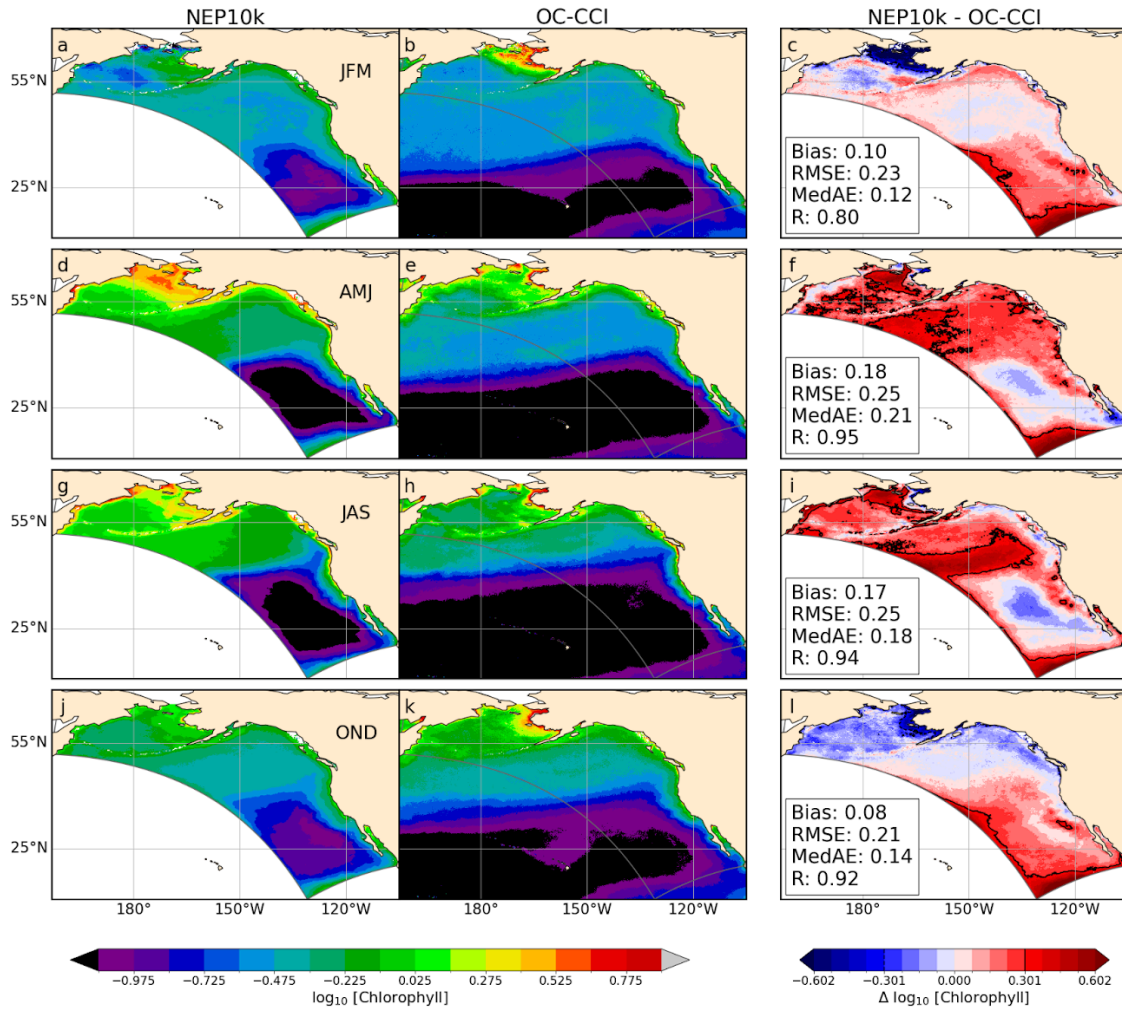 NEP10k OC-CCI NEP10k - OC-CCI
a JFM b c
55°N
25°N
Bias: 0.10
RMSE: 0.23
MedAE: 0.12
R: 0.80
d AMJ e f
55°N
25°N
Bias: 0.18
RMSE: 0.25
MedAE: 0.21
R: 0.95
g JAS h i
55°N
25°N
Bias: 0.17
RMSE: 0.25
MedAE: 0.18
R: 0.94
j OND k l
55°N
25°N
Bias: 0.08
RMSE: 0.21
MedAE: 0.14
R: 0.92
180° 150°W 120°W 180° 150°W 120°W 180° 150°W 120°W
−0.975 −0.725 −0.475 −0.225 0.025 0.275 0.525 0.775
log₁₀ [Chlorophyll]
−0.602 −0.301 0.000 0.301 0.602
Δ log₁₀ [Chlorophyll]